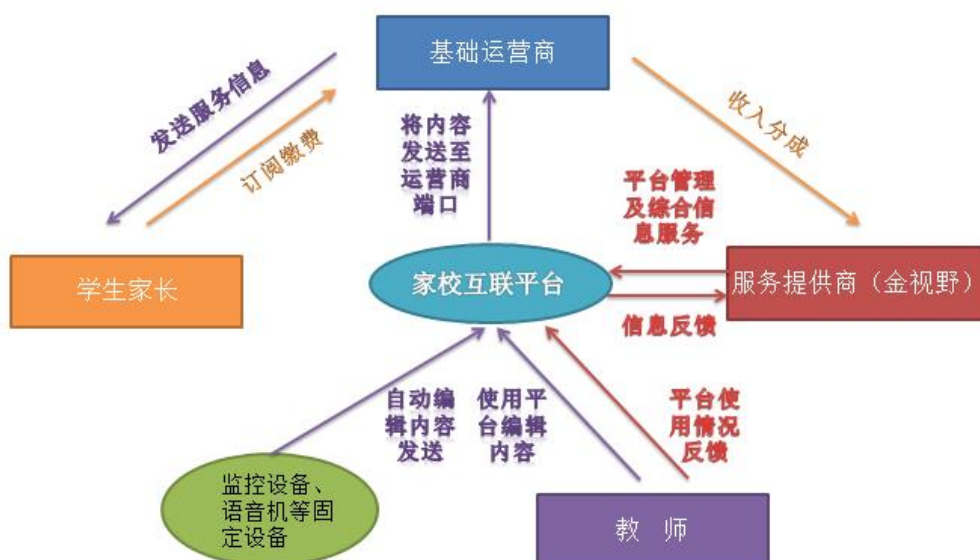 基础运营商
发送服务信息
订阅缴费
收入分成
将内容
发送至
运营商
端口
平台管理
及综合信
息服务
学生家长
家校互联平台
服务提供商（金视野）
信息反馈
自动编
辑内容
发送
使用平
台编辑
内容
平台使
用情况
反馈
监控设备、
语音机等固
定设备
教 师